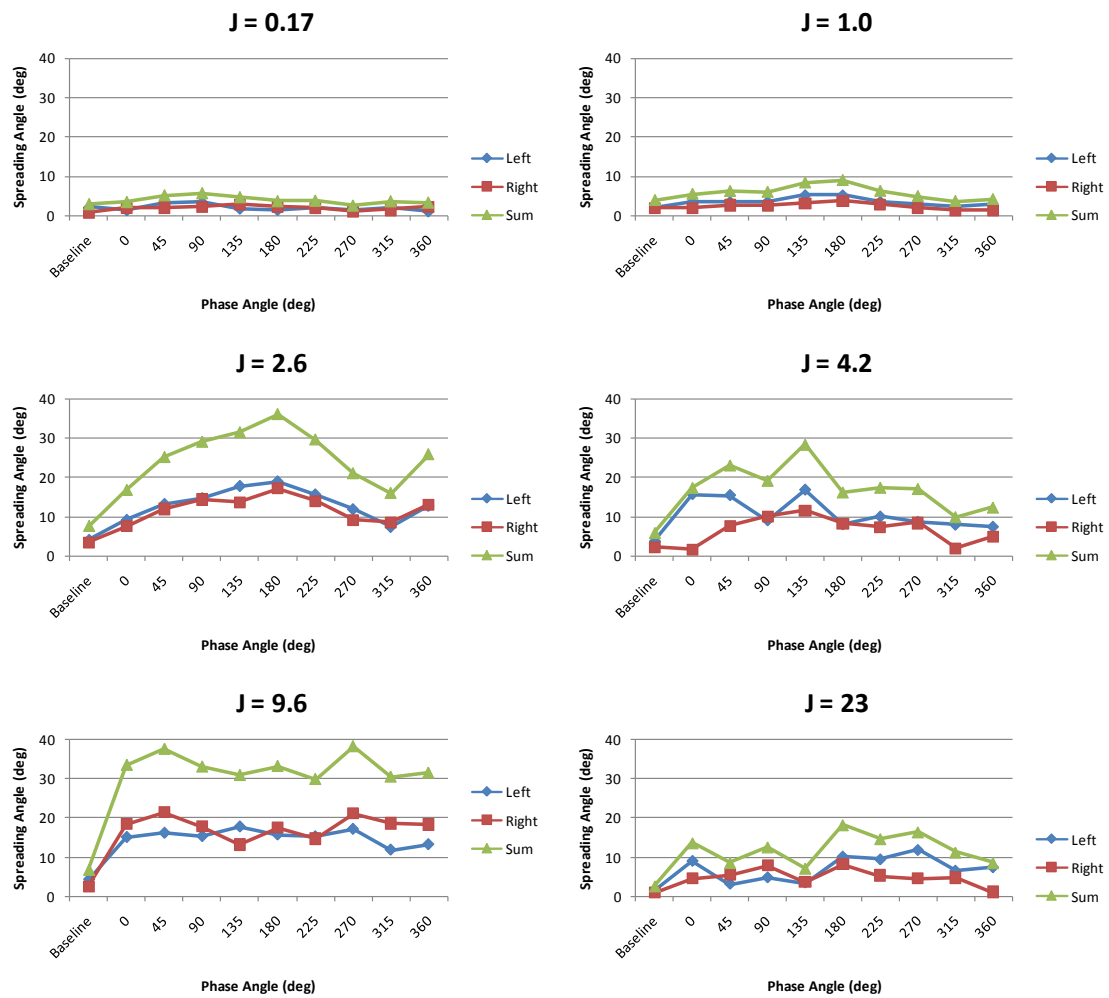 J = 0.17
Spreading Angle (deg)
40
30
20
10
0
Baseline 0 45 90 135 180 225 270 315 360
Phase Angle (deg)
Left
Right
Sum
J = 1.0
Spreading Angle (deg)
40
30
20
10
0
Baseline 0 45 90 135 180 225 270 315 360
Phase Angle (deg)
Left
Right
Sum
J = 2.6
Spreading Angle (deg)
40
30
20
10
0
Baseline 0 45 90 135 180 225 270 315 360
Phase Angle (deg)
Left
Right
Sum
J = 4.2
Spreading Angle (deg)
40
30
20
10
0
Baseline 0 45 90 135 180 225 270 315 360
Phase Angle (deg)
Left
Right
Sum
J = 9.6
Spreading Angle (deg)
40
30
20
10
0
Baseline 0 45 90 135 180 225 270 315 360
Phase Angle (deg)
Left
Right
Sum
J = 23
Spreading Angle (deg)
40
30
20
10
0
Baseline 0 45 90 135 180 225 270 315 360
Phase Angle (deg)
Left
Right
Sum